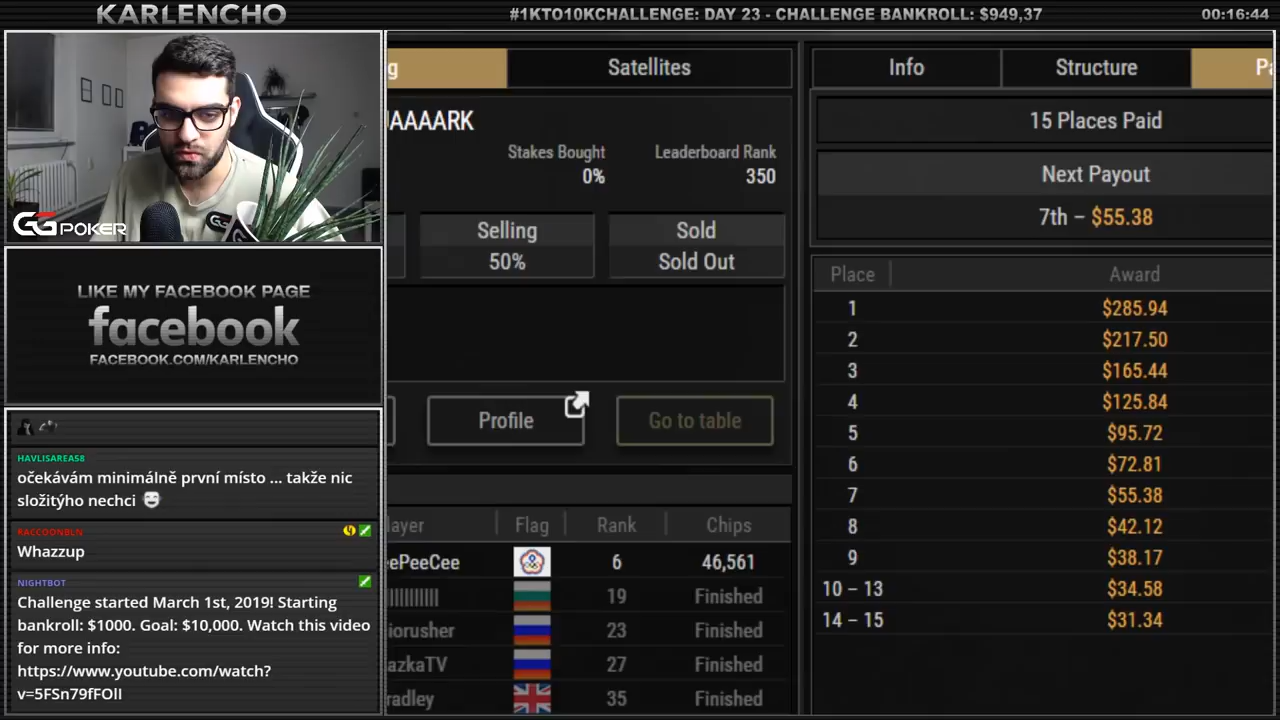 KARLENCHO
#1KTO10KCHALLENGE: DAY 23 - CHALLENGE BANKROLL: $949,37
00:16:44
GG POKER
LIKE MY FACEBOOK PAGE
facebook
FACEBOOK.COM/KARLENCHO
HAVLISAREA58
očekávám minimálně první místo ... takže nic
složitýho nechci
RACCOONBLN
Whazzup
NIGHTBOT
Challenge started March 1st, 2019! Starting
bankroll: $1000. Goal: $10,000. Watch this video
for more info:
https://www.youtube.com/watch?
v=5FSn79fFOlI
Satellites
AAAARK
Stakes Bought
0%
Leaderboard Rank
350
Selling
50%
Sold
Sold Out
Profile
Go to table
layer Flag Rank Chips
ePeeCee 6 46,561
19 Finished
iorusher 23 Finished
azkaTV 27 Finished
radley 35 Finished
Info
Structure
15 Places Paid
Next Payout
7th – $55.38
Place Award
1 $285.94
2 $217.50
3 $165.44
4 $125.84
5 $95.72
6 $72.81
7 $55.38
8 $42.12
9 $38.17
10 – 13 $34.58
14 – 15 $31.34